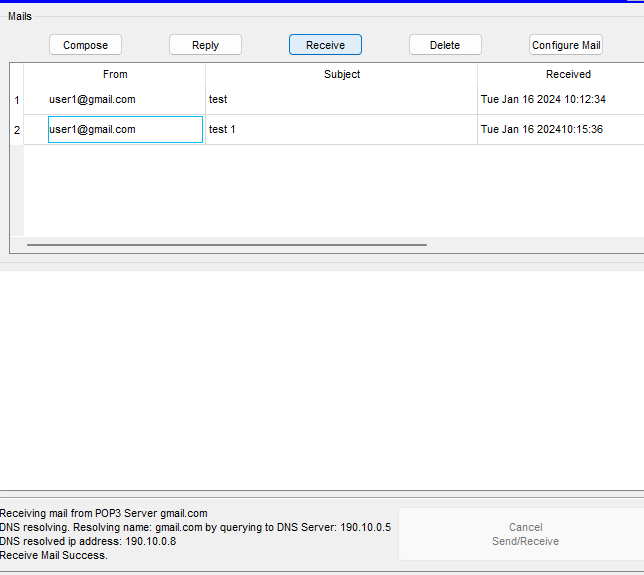 Mails
Compose Reply Receive Delete Configure Mail
From Subject Received
1 user1@gmail.com test Tue Jan 16 2024 10:12:34
2 user1@gmail.com test 1 Tue Jan 16 202410:15:36
Receiving mail from POP3 Server gmail.com
DNS resolving. Resolving name: gmail.com by querying to DNS Server: 190.10.0.5
DNS resolved ip address: 190.10.0.8
Receive Mail Success.
Cancel
Send/Receive